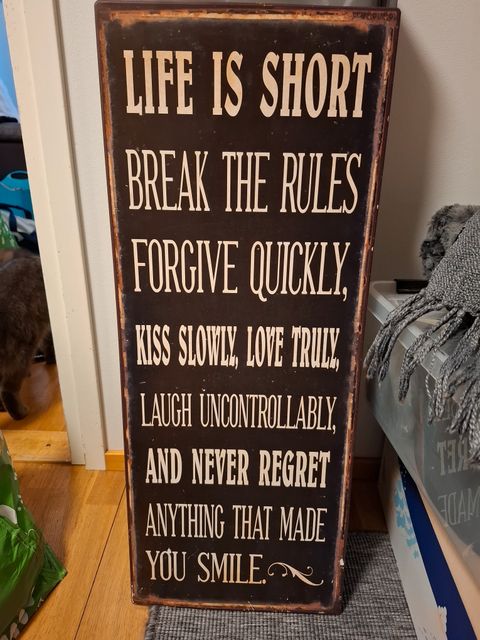 LIFE IS SHORT
BREAK THE RULES
FORGIVE QUICKLY,
KISS SLOWLY, LOVE TRULY,
LAUGH UNCONTROLLABLY,
AND NEVER REGRET
ANYTHING THAT MADE
YOU SMILE.